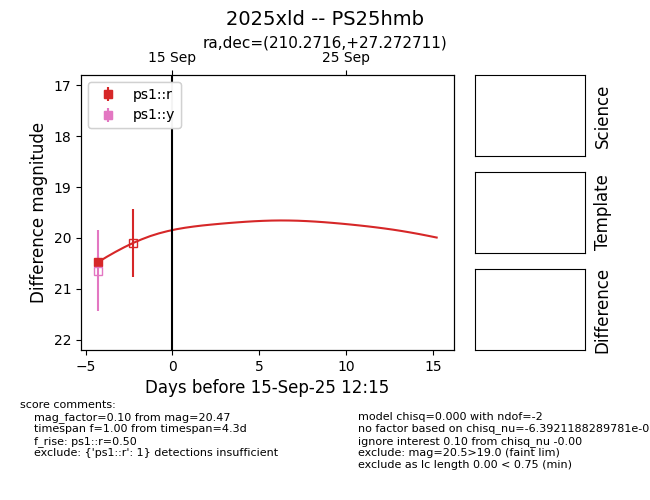 2025xld -- PS25hmb
ra,dec=(210.2716,+27.272711)
15 Sep
25 Sep
ps1::r
ps1::y
17
18
19
20
21
22
Difference magnitude
−5
0
5
10
15
Days before 15-Sep-25 12:15
Science
Template
Difference
score comments:
mag_factor=0.10 from mag=20.47
timespan f=1.00 from timespan=4.3d
f_rise: ps1::r=0.50
exclude: {'ps1::r': 1} detections insufficient
model chisq=0.000 with ndof=-2
no factor based on chisq_nu=-6.3921188289781e-0
ignore interest 0.10 from chisq_nu -0.00
exclude: mag=20.5>19.0 (faint lim)
exclude as lc length 0.00 < 0.75 (min)